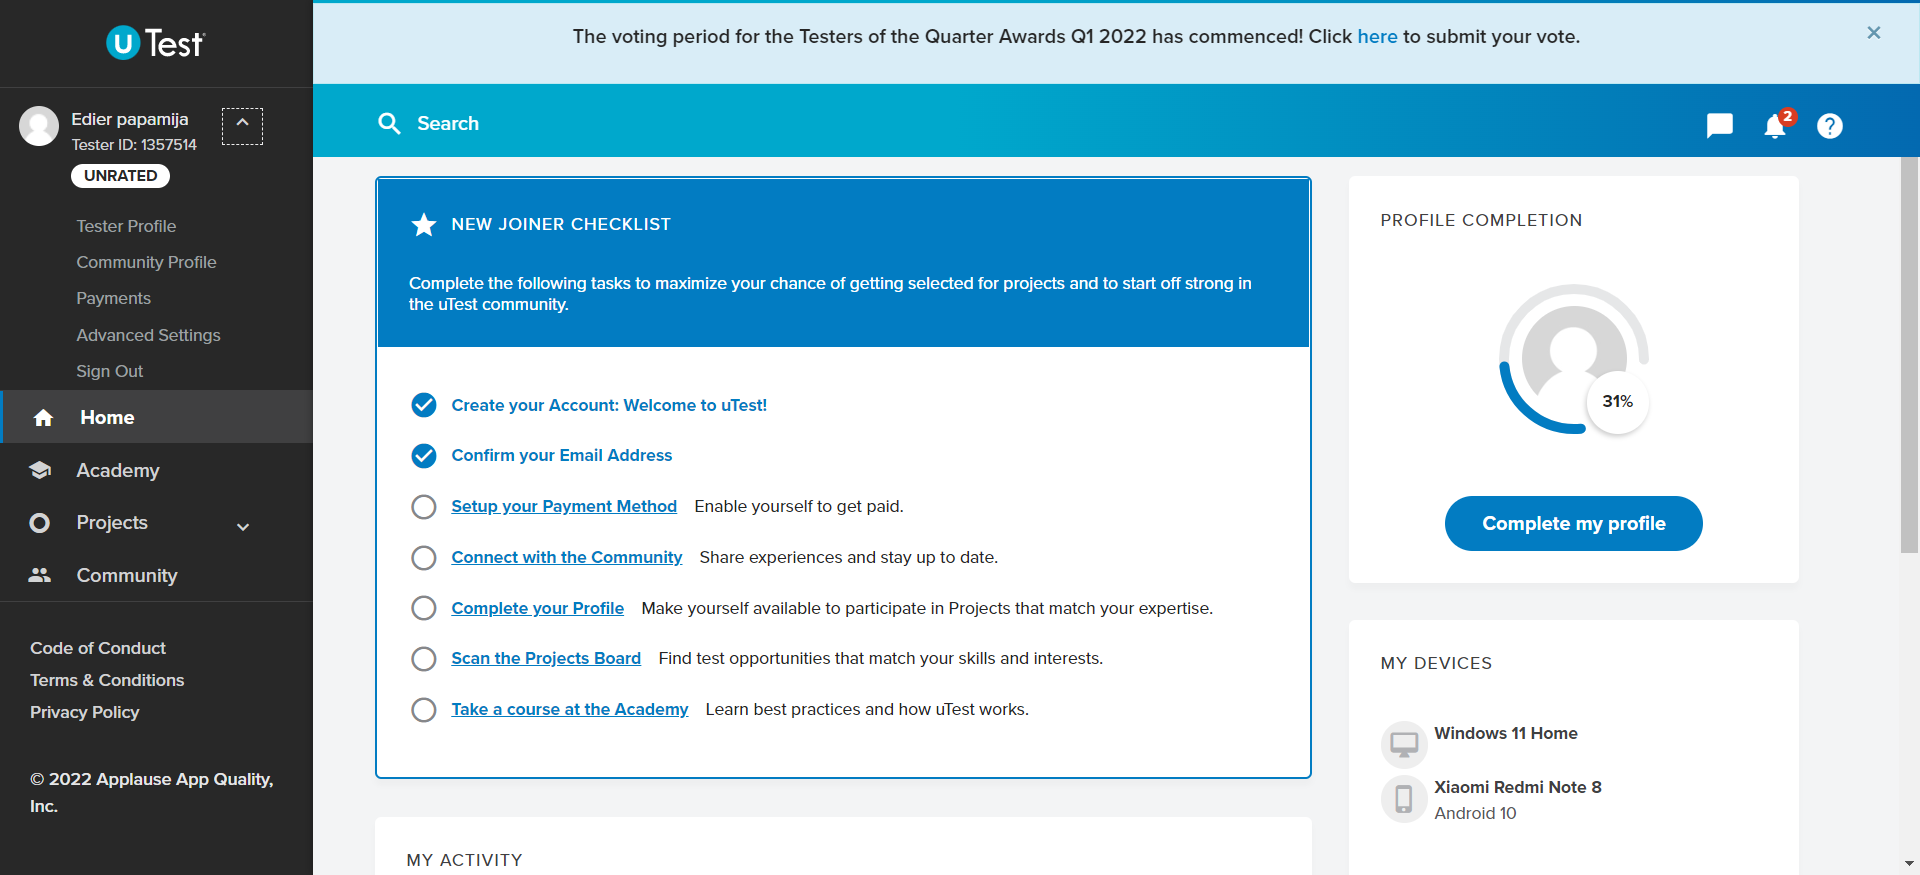 The voting period for the Testers of the Quarter Awards Q1 2022 has commenced! Click here to submit your vote.
×
U Test
Edier papamija
Tester ID: 1357514
UNRATED
Tester Profile
Community Profile
Payments
Advanced Settings
Sign Out
Home
Academy
Projects
Community
Code of Conduct
Terms & Conditions
Privacy Policy
© 2022 Applause App Quality,
Inc.
Search
2
?
NEW JOINER CHECKLIST
Complete the following tasks to maximize your chance of getting selected for projects and to start off strong in
the uTest community.
Create your Account: Welcome to uTest!
Confirm your Email Address
Setup your Payment Method Enable yourself to get paid.
Connect with the Community Share experiences and stay up to date.
Complete your Profile Make yourself available to participate in Projects that match your expertise.
Scan the Projects Board Find test opportunities that match your skills and interests.
Take a course at the Academy Learn best practices and how uTest works.
MY ACTIVITY
PROFILE COMPLETION
31%
Complete my profile
MY DEVICES
Windows 11 Home
Xiaomi Redmi Note 8
Android 10